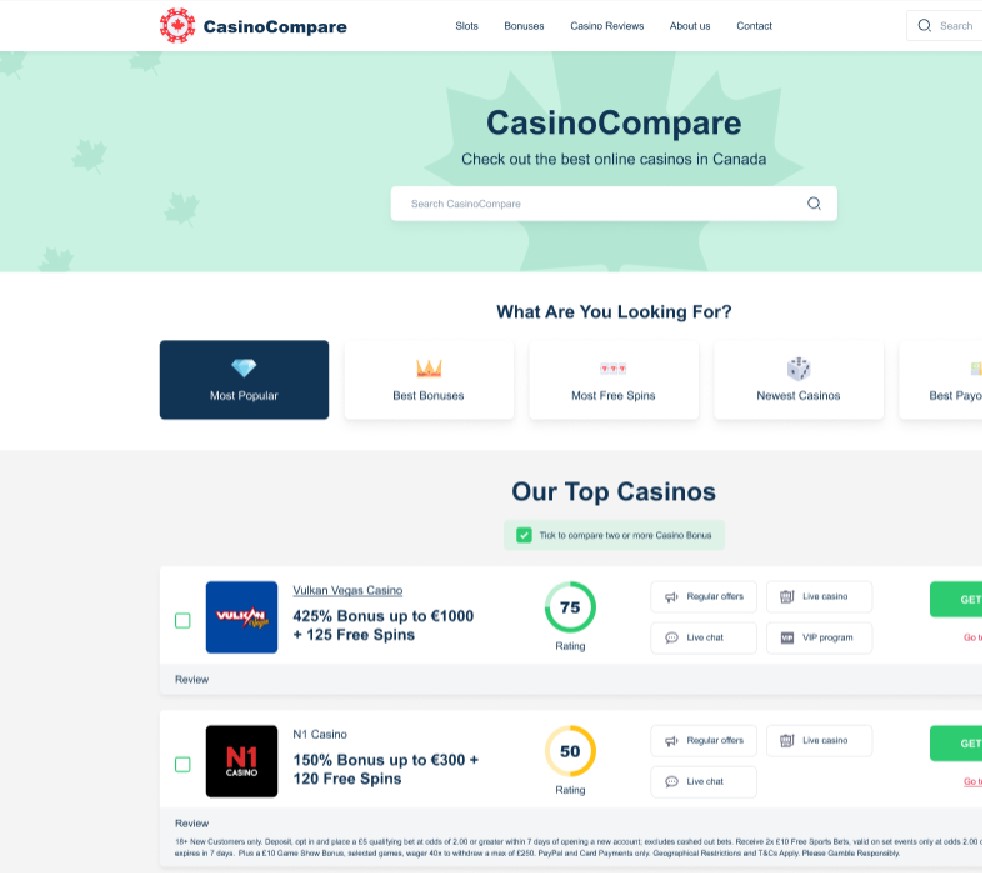 CasinoCompare
Slots Bonuses Casino Reviews About us Contact Search
CasinoCompare
Check out the best online casinos in Canada
Search CasinoCompare
What Are You Looking For?
Most Popular Best Bonuses Most Free Spins Newest Casinos Best Payo
Our Top Casinos
Tick to compare two or more Casino Bonus
VULKAN
Vegas
Vulkan Vegas Casino
425% Bonus up to €1000
+ 125 Free Spins
75
Rating
Regular offers Live casino
Live chat VIP VIP program
GET
Go t
Review
N1
CASINO
N1 Casino
150% Bonus up to €300 +
120 Free Spins
50
Rating
Regular offers Live casino
Live chat
GET
Go t
Review
18+ New Customers only. Deposit, opt in and place a £5 qualifying bet at odds of 2.00 or greater within 7 days of opening a new account; excludes cashed out bets. Receive 2x £10 Free Sports Bets, valid on set events only at odds 2.00
expires in 7 days. Plus a £10 Game Show Bonus, selected games, wager 40x to withdraw a max of £250. PayPal and Card Payments only. Geographical Restrictions and T&Cs Apply. Please Gamble Responsibly.